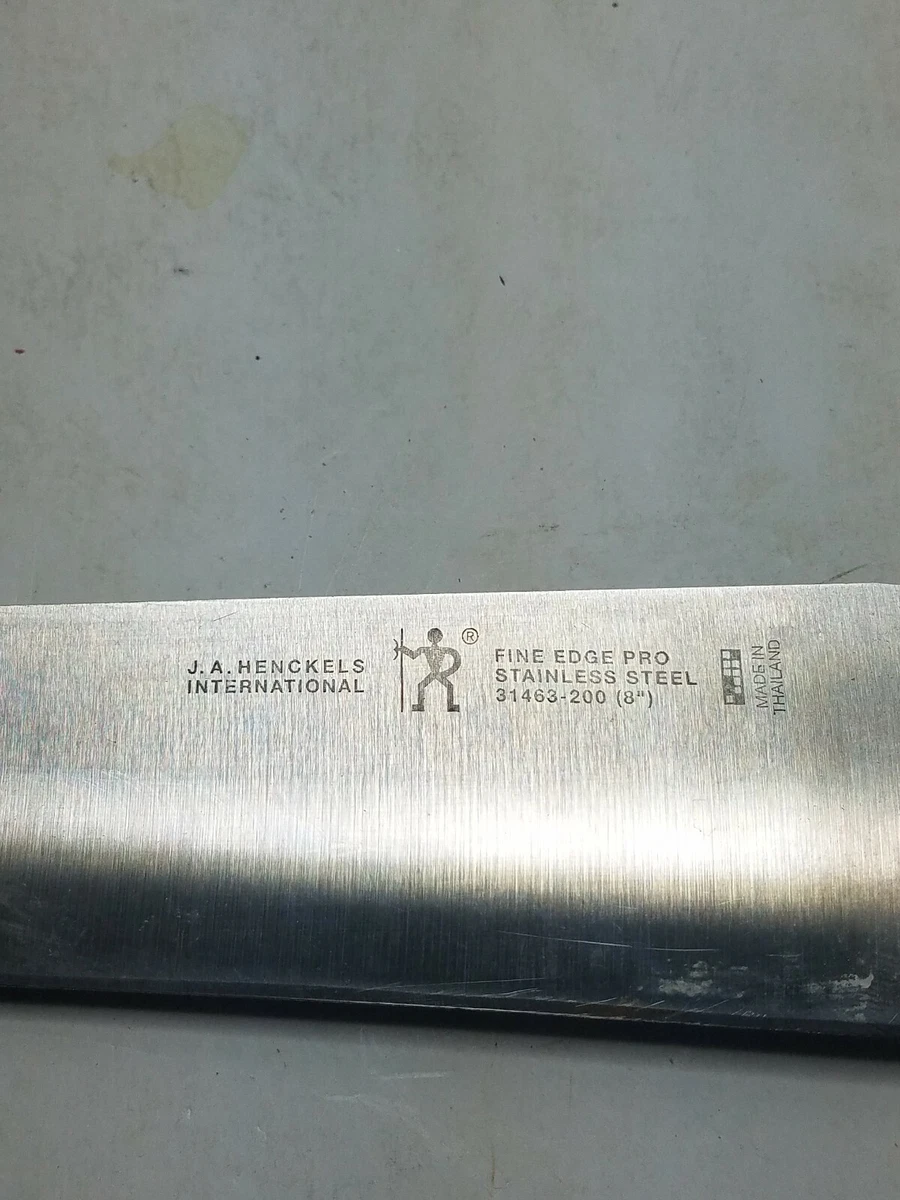 J.A. HENCKELS
INTERNATIONAL
®
FINE EDGE PRO
STAINLESS STEEL
31463-200 (8")
MADE IN
THAILAND